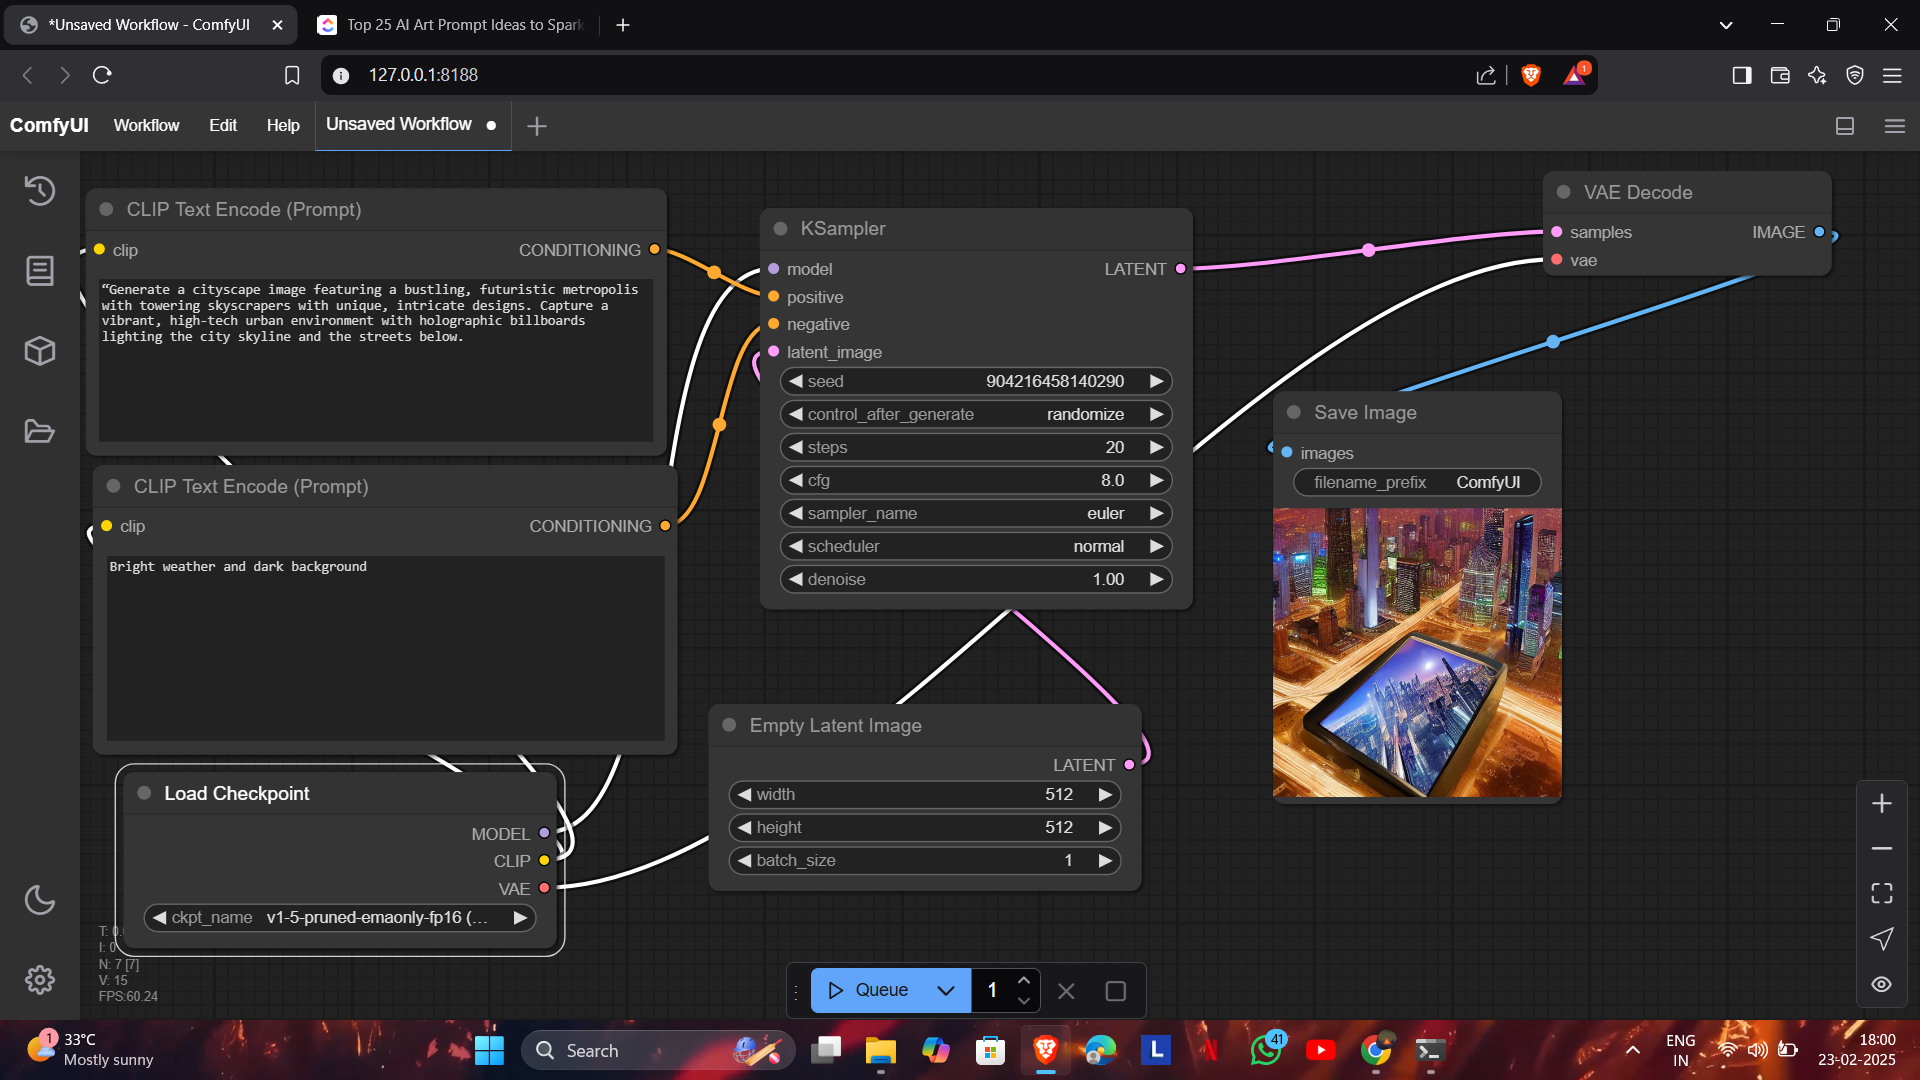 *Unsaved Workflow - ComfyUI
Top 25 AI Art Prompt Ideas to Spark
127.0.0.1:8188
1
ComfyUI
Workflow
Edit
Help
Unsaved Workflow
CLIP Text Encode (Prompt)
clip
CONDITIONING
“Generate a cityscape image featuring a bustling, futuristic metropolis
with towering skyscrapers with unique, intricate designs. Capture a
vibrant, high-tech urban environment with holographic billboards
lighting the city skyline and the streets below.
CLIP Text Encode (Prompt)
clip
CONDITIONING
Bright weather and dark background
Load Checkpoint
MODEL
CLIP
VAE
ckpt_name v1-5-pruned-emaonly-fp16 (...
T: 0.
I: 0
N: 7 [7]
V: 15
FPS:60.24
KSampler
model
LATENT
positive
negative
latent_image
seed 904216458140290
control_after_generate randomize
steps 20
cfg 8.0
sampler_name euler
scheduler normal
denoise 1.00
Empty Latent Image
LATENT
width 512
height 512
batch_size 1
VAE Decode
samples
IMAGE
vae
Save Image
images
filename_prefix ComfyUI
Queue
1
1
33°C
Mostly sunny
Search
L
N
41
ENG
IN
18:00
23-02-2025